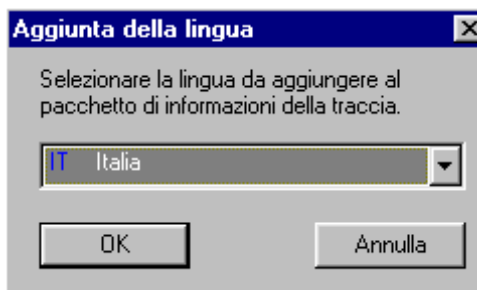 Aggiunta della lingua
Selezionare la lingua da aggiungere al
pacchetto di informazioni della traccia.
IT Italia
OK Annulla